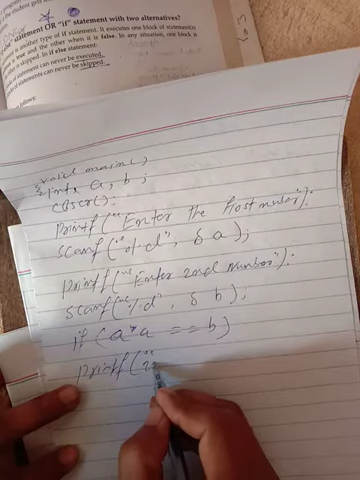 statement OR "if" statement with two alternatives?
is another type of if statement. It executes one block of statement(s)
is true and the other when it is false. In any situation, one block is
skipped. In if else statement:
of statements can never be executed.
of statements can never be skipped.
follows:
void main()
{ int a, b;
clrscr();
printf("Enter the first number");
scanf("%d", & a);
printf("Enter 2nd number");
scanf("%d", & b);
if (a*a == b)
printf("2